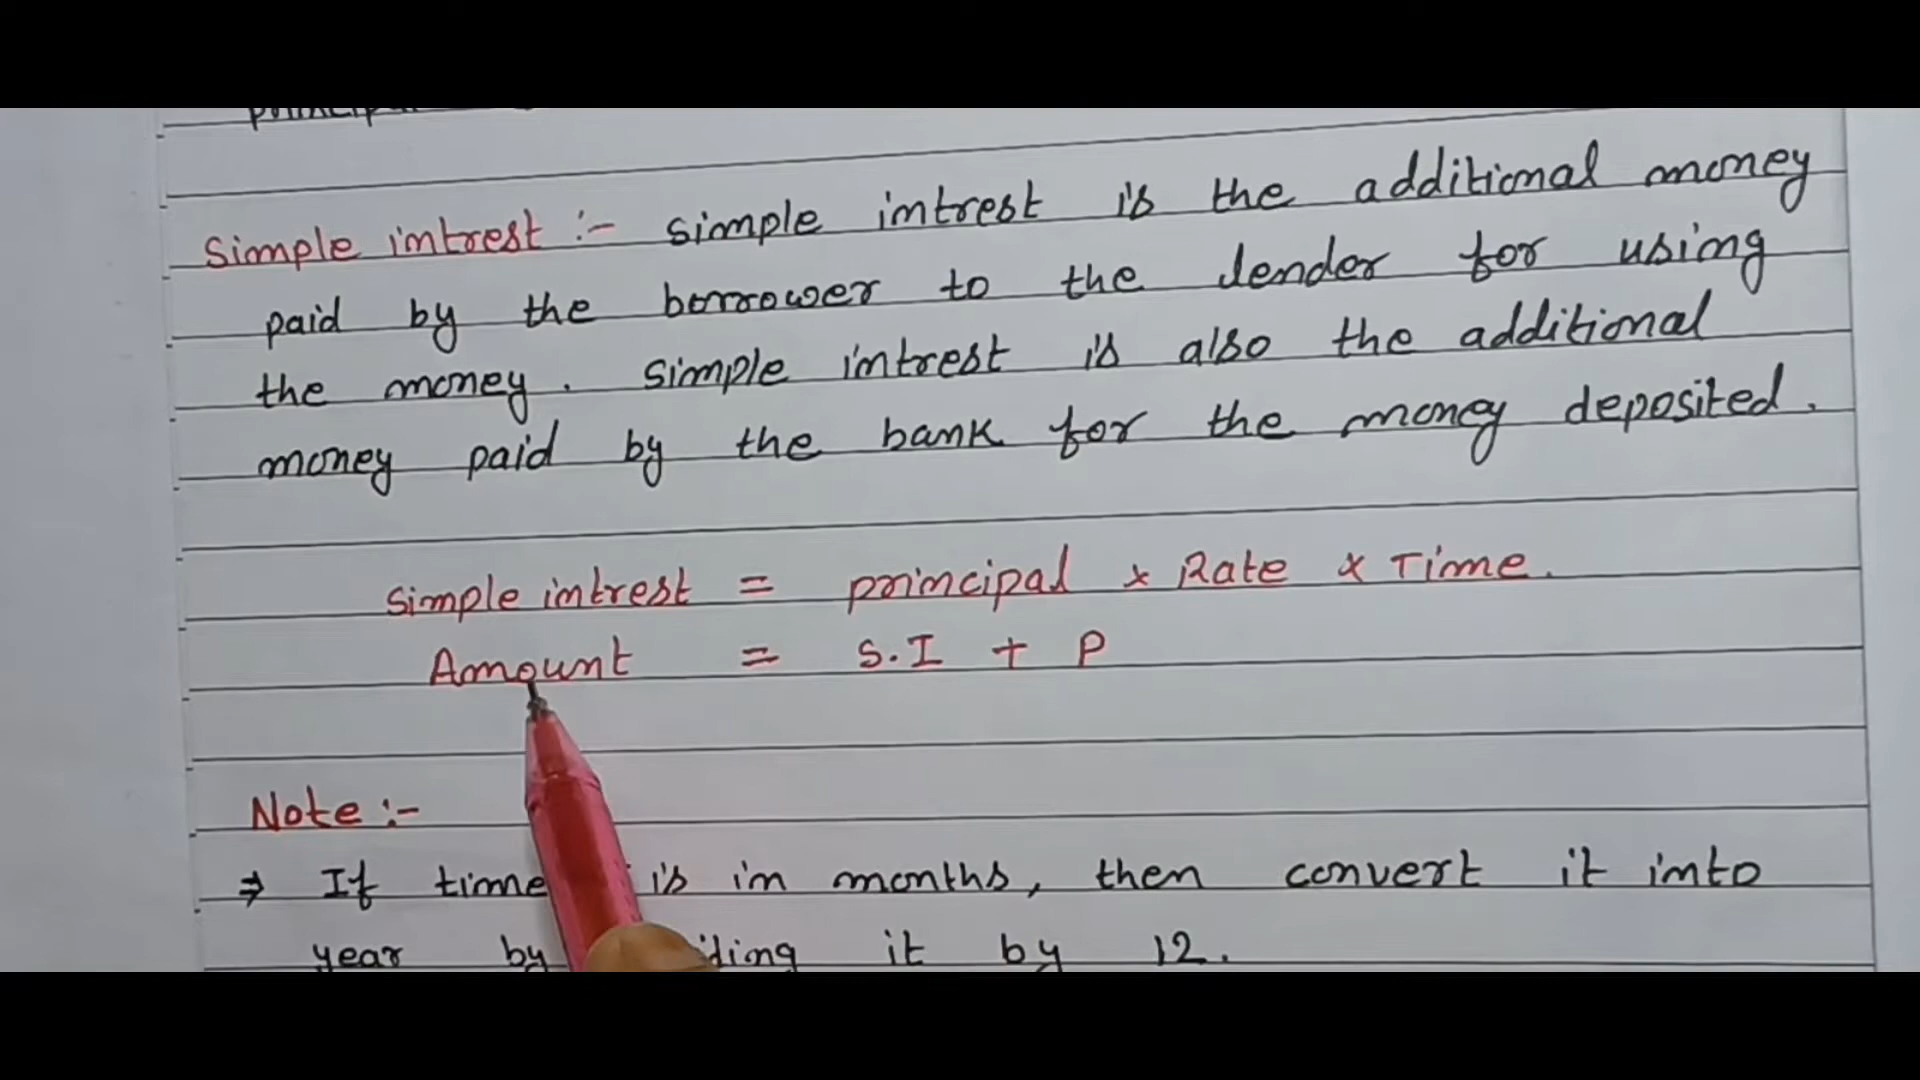 principal
Simple intrest :- simple intrest is the additional money
paid by the borrower to the lender for using
the money. simple intrest is also the additional
money paid by the bank for the money deposited.
Simple intrest = principal × Rate × Time.
Amount = S.I + P
Note :-
⇒ If time is in months, then convert it into
year by iding it by 12.